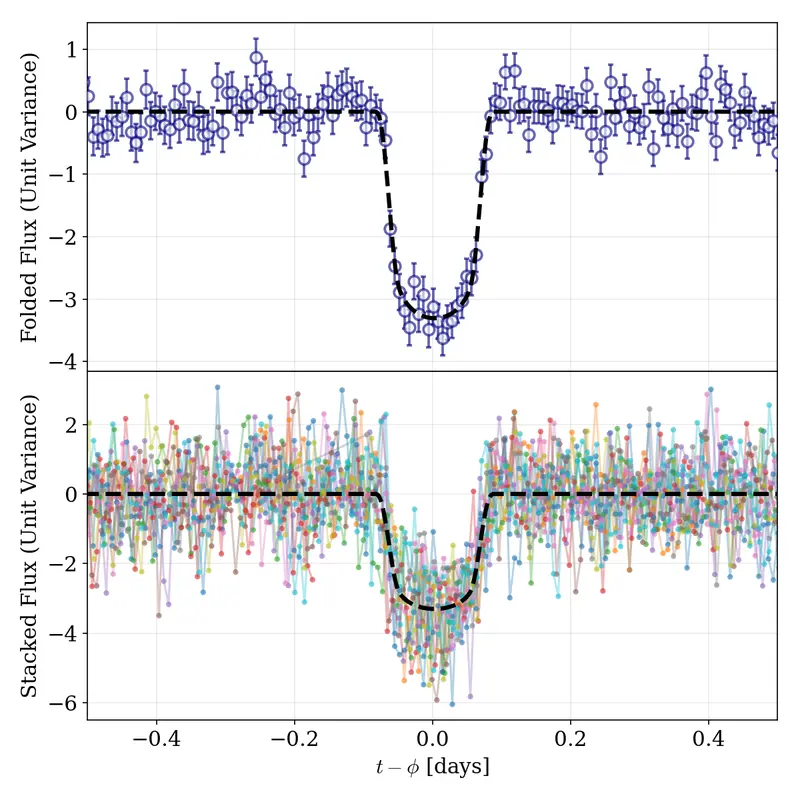 Folded Flux (Unit Variance)
1
0
−1
−2
−3
−4
Stacked Flux (Unit Variance)
2
0
−2
−4
−6
−0.4 −0.2 0.0 0.2 0.4
t − ϕ [days]